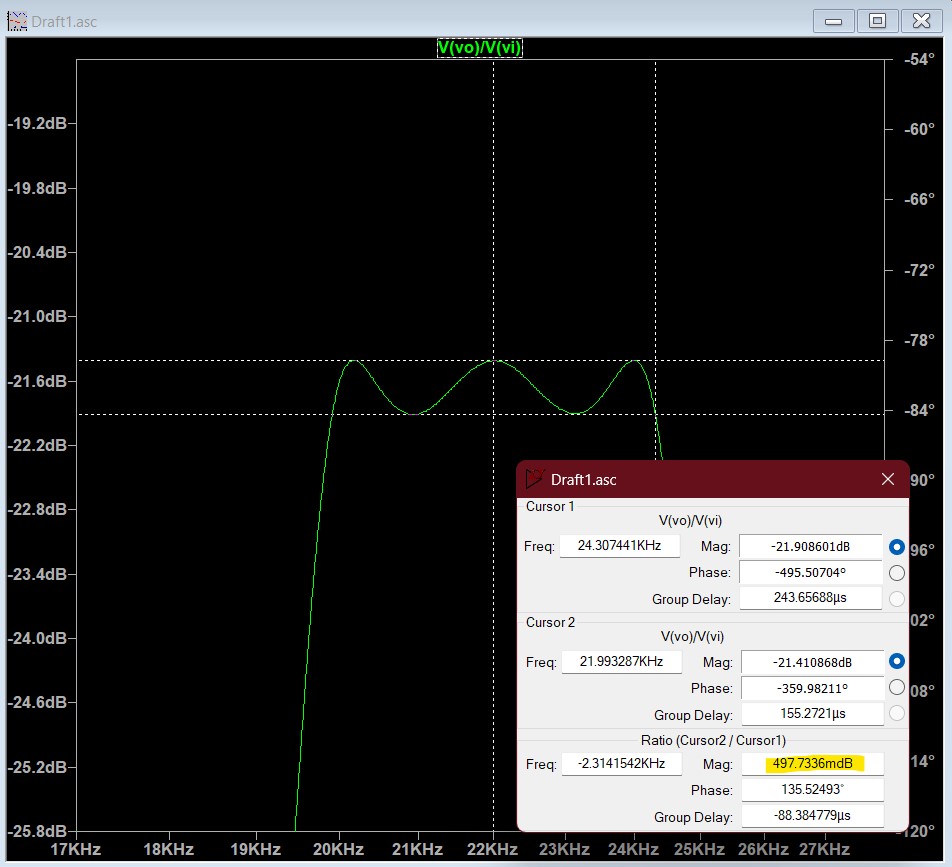 Draft1.asc
V(vo)/V(vi)
-19.2dB
-19.8dB
-20.4dB
-21.0dB
-21.6dB
-22.2dB
-22.8dB
-23.4dB
-24.0dB
-24.6dB
-25.2dB
-25.8dB
-54°
-60°
-66°
-72°
-78°
-84°
90°
96°
02°
08°
14°
20°
17KHz 18KHz 19KHz 20KHz 21KHz 22KHz 23KHz 24KHz 25KHz 26KHz 27KHz
Draft1.asc
Cursor 1
V(vo)/V(vi)
Freq: 24.307441KHz Mag: -21.908601dB
Phase: -495.50704°
Group Delay: 243.65688µs
Cursor 2
V(vo)/V(vi)
Freq: 21.993287KHz Mag: -21.410868dB
Phase: -359.98211°
Group Delay: 155.2721µs
Ratio (Cursor2 / Cursor1)
Freq: -2.3141542KHz Mag: 497.7336mdB
Phase: 135.52493°
Group Delay: -88.384779µs